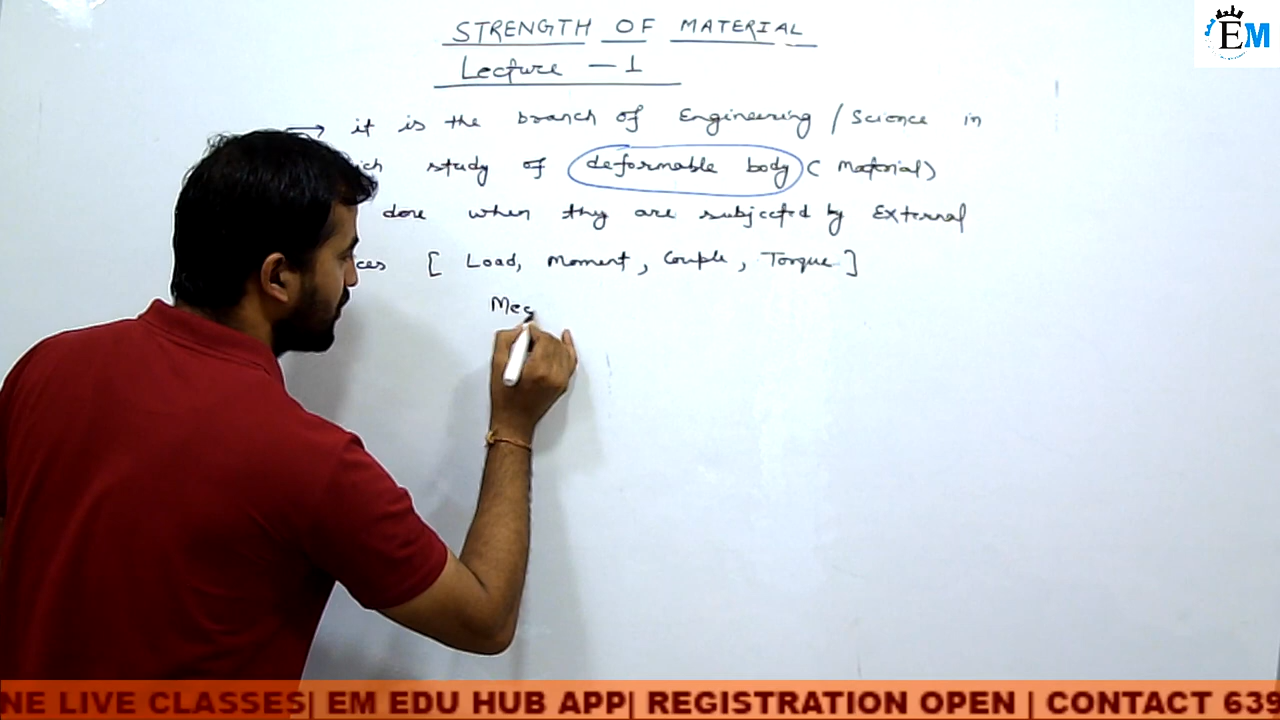 STRENGTH OF MATERIAL
Lecture - 1
EM
→ it is the branch of Engineering / Science in
ich study of deformable body ( Material)
done when they are subjected by External
ces [ Load, Moment, Couple, Torque ]
Mec
NE LIVE CLASSES| EM EDU HUB APP| REGISTRATION OPEN | CONTACT 639